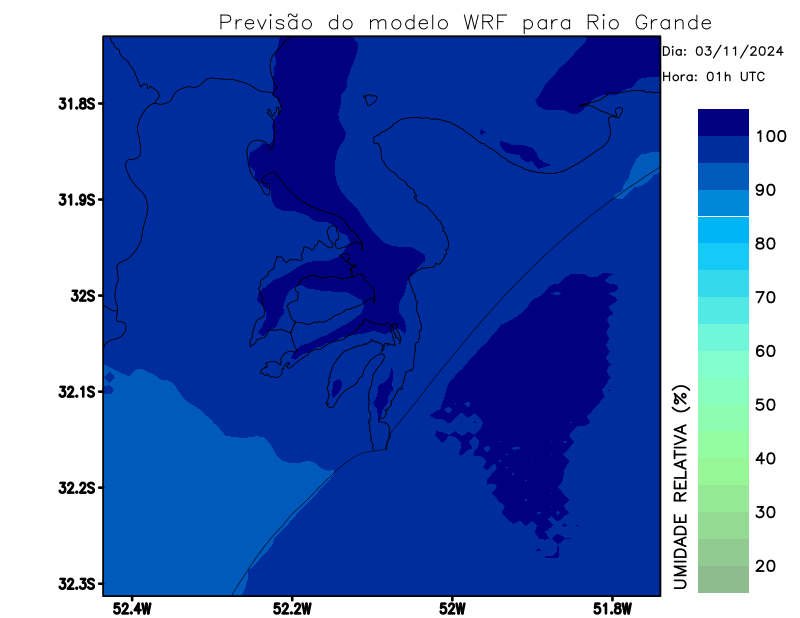 Previsão do modelo WRF para Rio Grande
Dia: 03/11/2024
Hora: 01h UTC
31.8S
31.9S
32S
32.1S
32.2S
32.3S
52.4W
52.2W
52W
51.8W
UMIDADE RELATIVA (%)
100
90
80
70
60
50
40
30
20